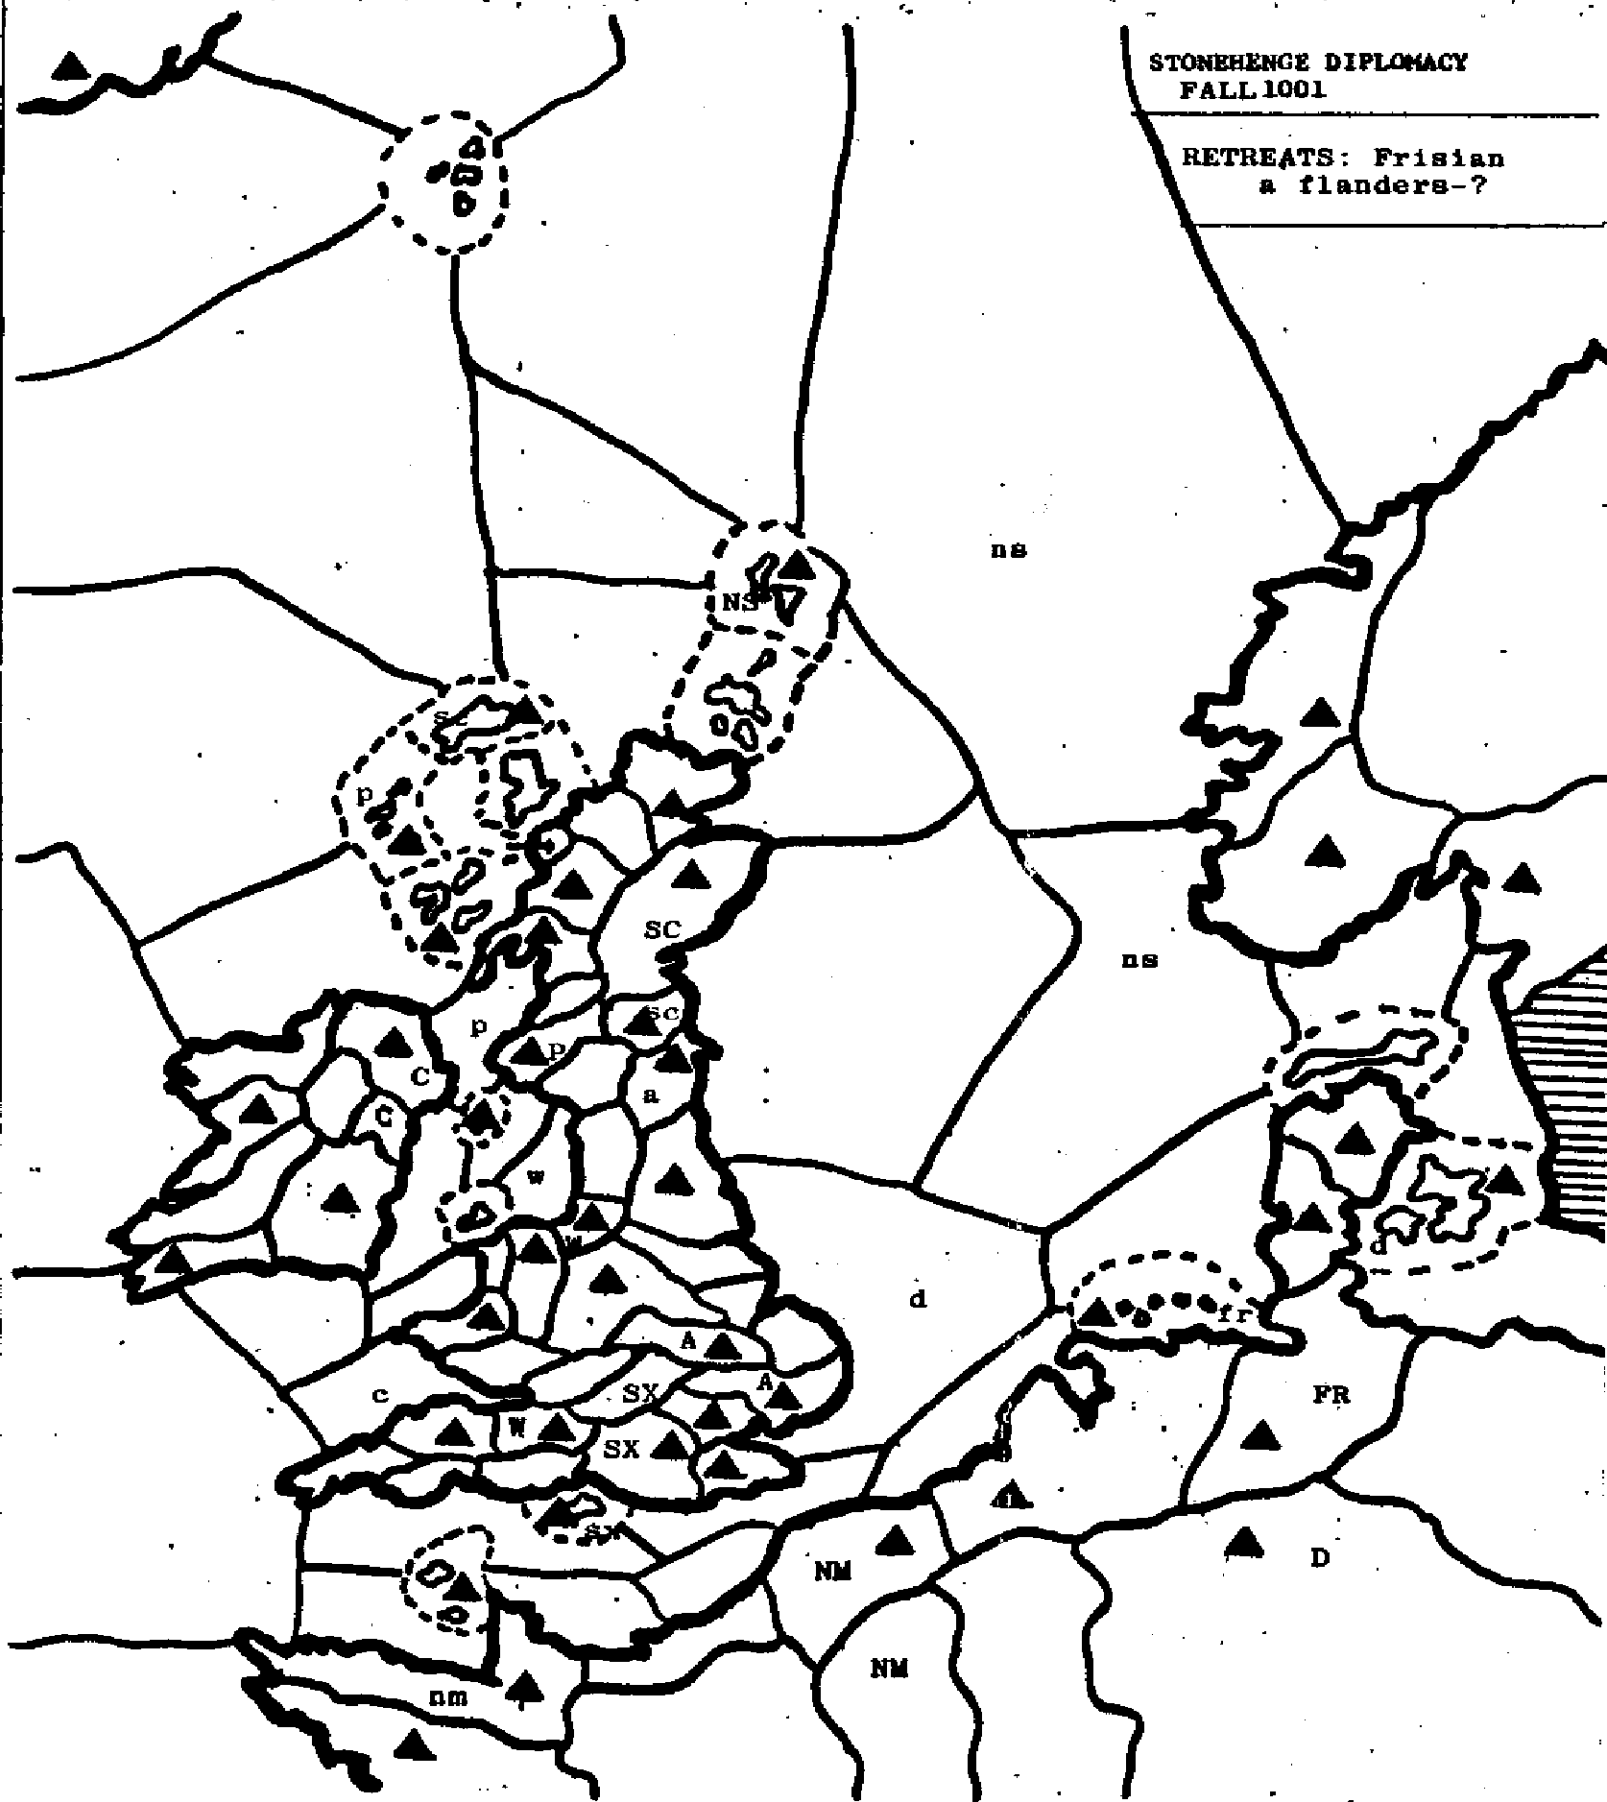 STONEHENGE DIPLOMACY
FALL 1001
RETREATS: Frisian
a flanders-?
ns
NS
p
SC
ns
sc
p
p
C
a
C
w
W
d
d
fr
A
A
c
SX
FR
W
SX
sx
NM
D
NM
nm